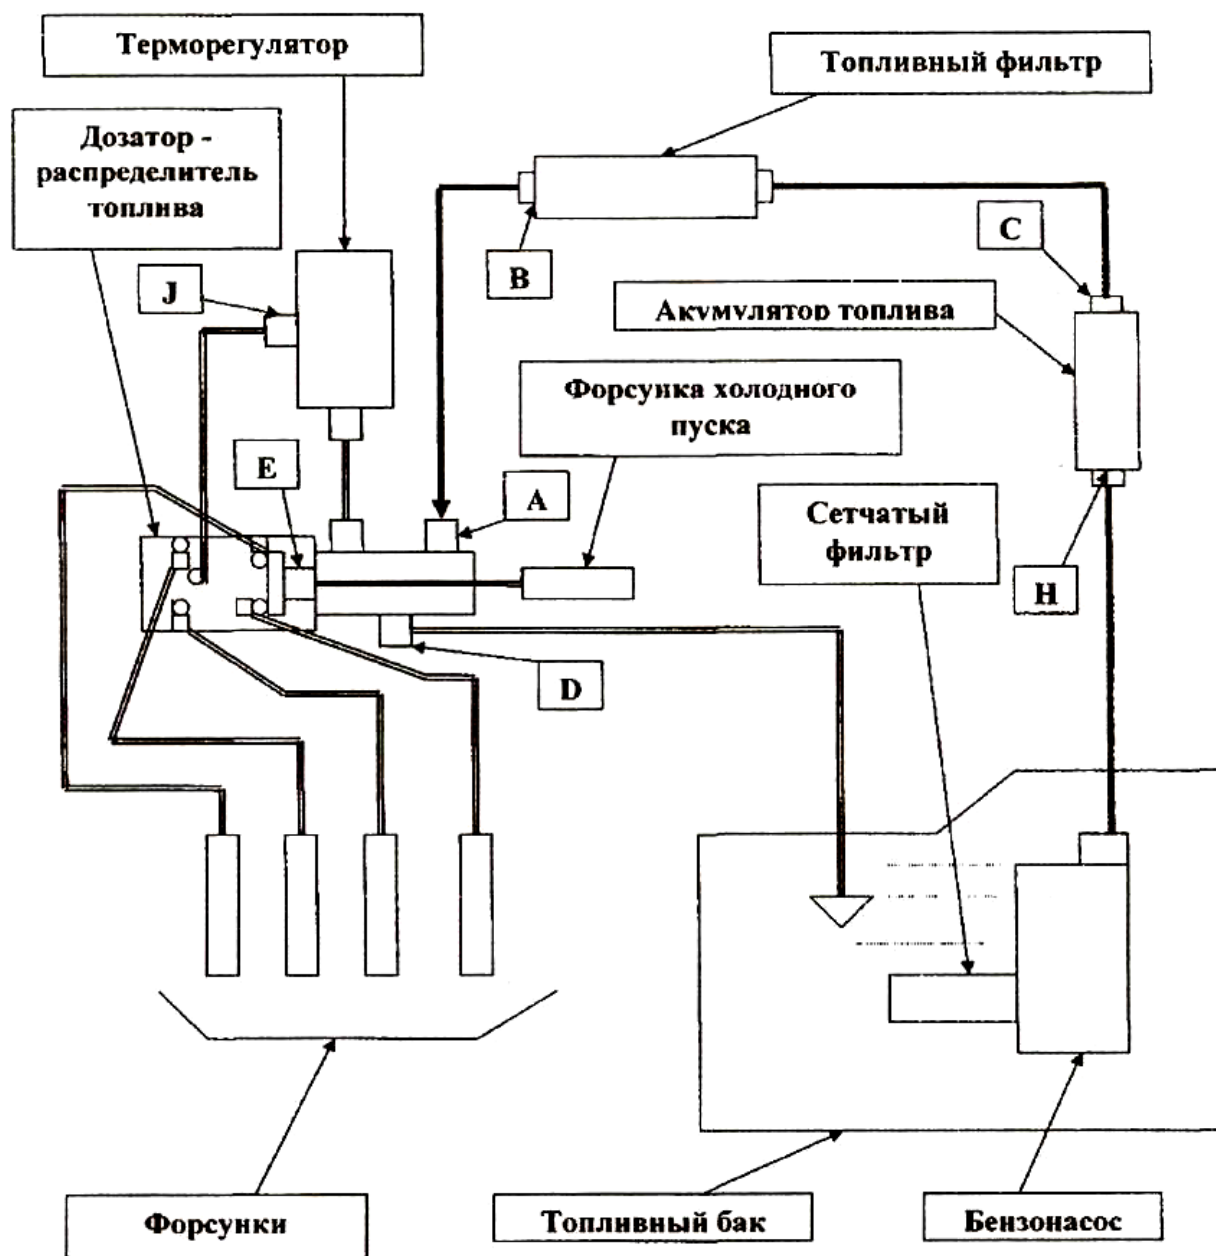 Терморегулятор
Топливный фильтр
Дозатор -
распределитель
топлива
J
B
C
Акумулятор топлива
Форсунка холодного
пуска
E
A
Сетчатый
фильтр
H
D
Форсунки
Топливный бак
Бензонасос